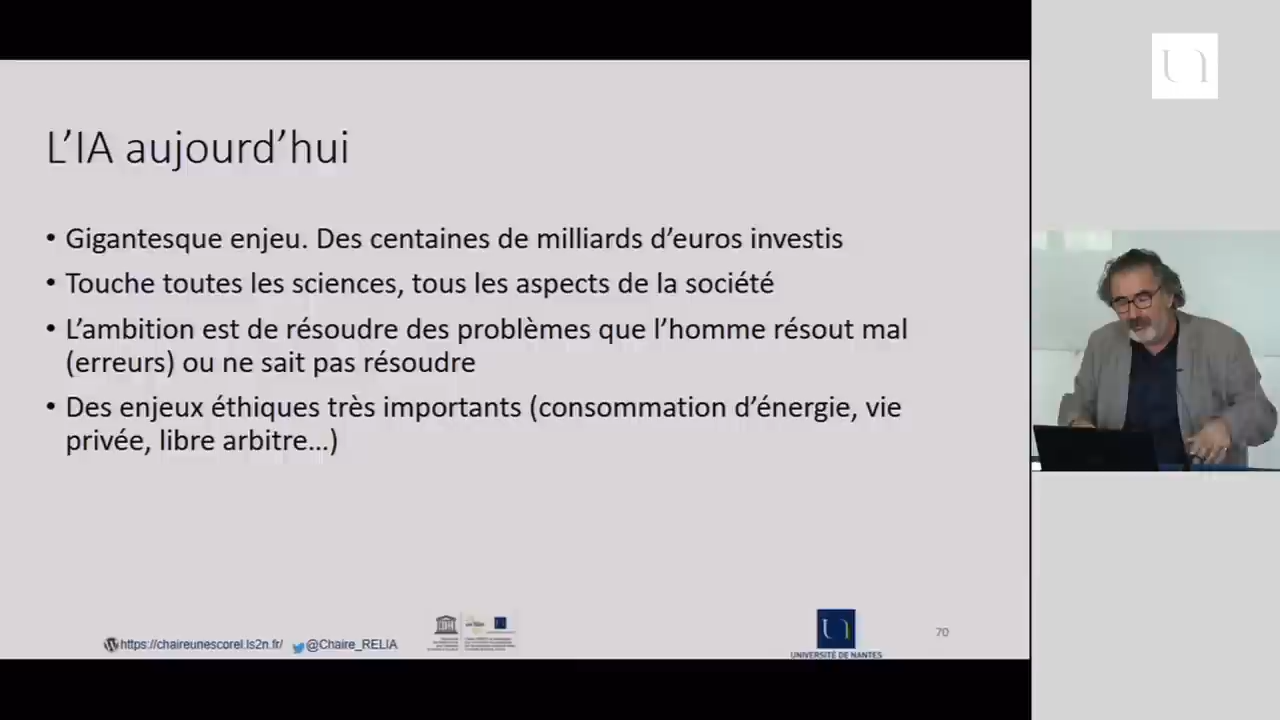 L'IA aujourd'hui
• Gigantesque enjeu. Des centaines de milliards d'euros investis
• Touche toutes les sciences, tous les aspects de la société
• L'ambition est de résoudre des problèmes que l'homme résout mal
(erreurs) ou ne sait pas résoudre
• Des enjeux éthiques très importants (consommation d'énergie, vie
privée, libre arbitre...)
https://chaireunescorel.ls2n.fr/ @Chaire_RELIA
UNIVERSITÉ DE NANTES
70